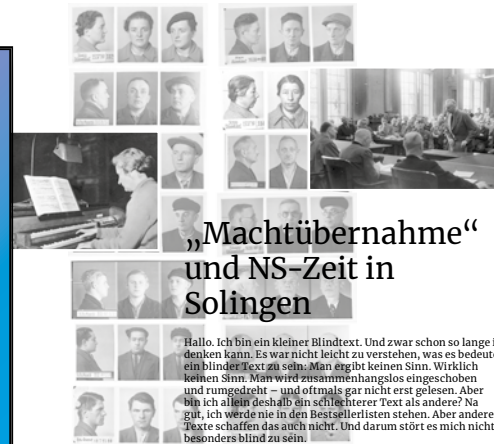 „Machtübernahme“
und NS-Zeit in
Solingen
Hallo. Ich bin ein kleiner Blindtext. Und zwar schon so lange i
denken kann. Es war nicht leicht zu verstehen, was es bedeute
ein blinder Text zu sein: Man ergibt keinen Sinn. Wirklich
keinen Sinn. Man wird zusammenhangslos eingeschoben
und rumgedreht – und oftmals gar nicht erst gelesen. Aber
bin ich allein deshalb ein schlechterer Text als andere? Na
gut, ich werde nie in den Bestsellerlisten stehen. Aber andere
Texte schaffen das auch nicht. Und darum stört es mich nicht
besonders blind zu sein.